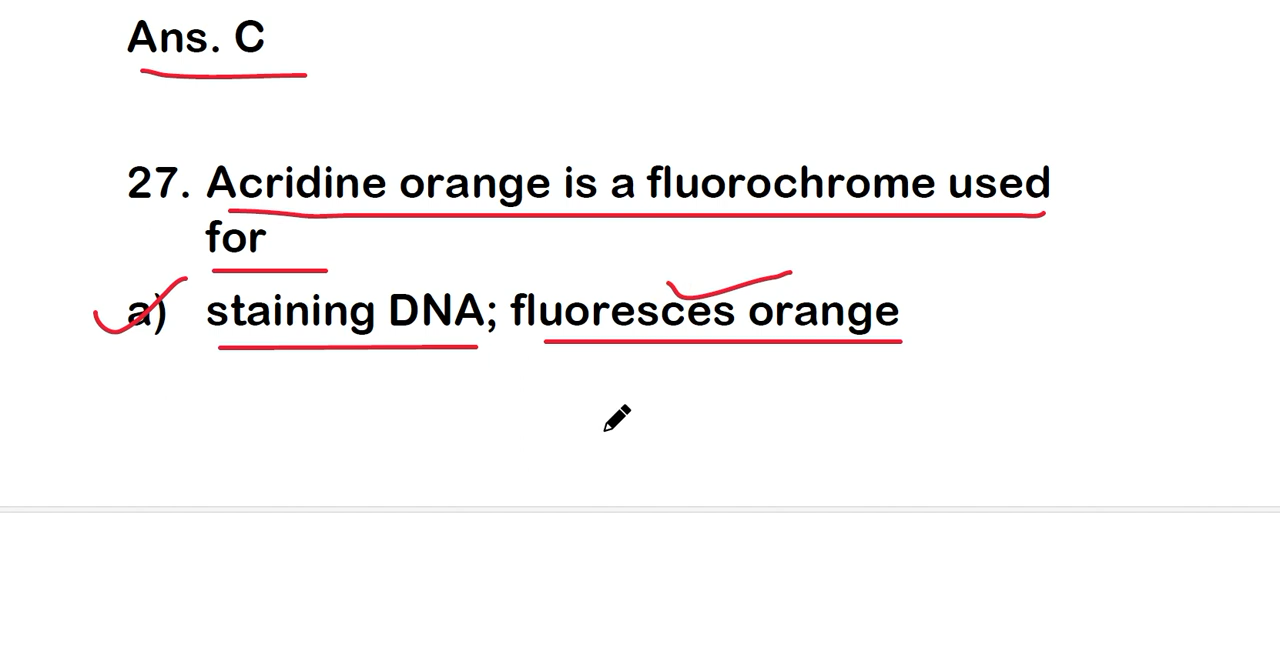 Ans. C
27. Acridine orange is a fluorochrome used
for
a) staining DNA; fluoresces orange